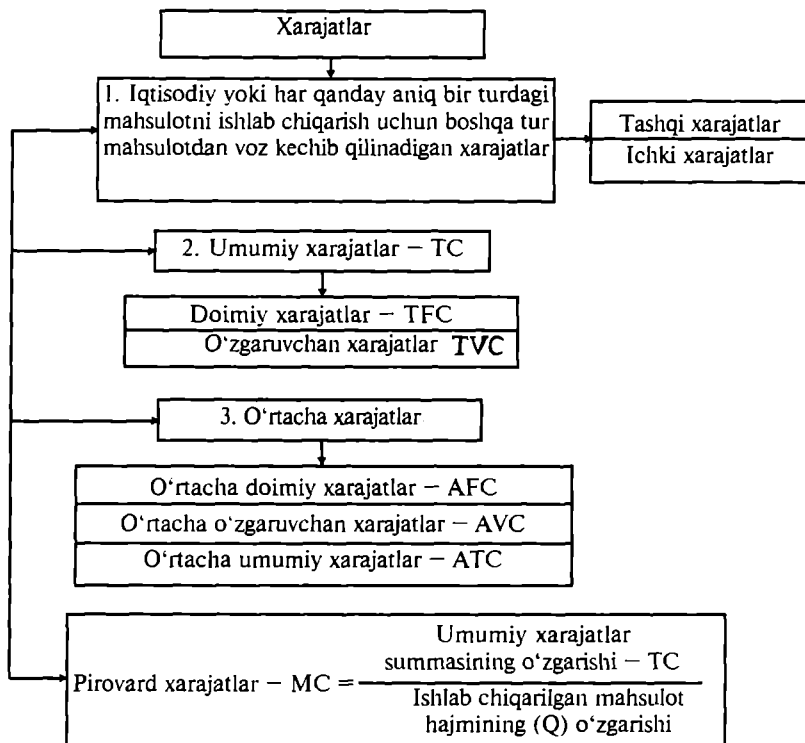 Xarajatlar
1. Iqtisodiy yoki har qanday aniq bir turdagi
mahsulotni ishlab chiqarish uchun boshqa tur
mahsulotdan voz kechib qilinadigan xarajatlar
Tashqi xarajatlar
Ichki xarajatlar
2. Umumiy xarajatlar – TC
Doimiy xarajatlar – TFC
O‘zgaruvchan xarajatlar TVC
3. O‘rtacha xarajatlar
O‘rtacha doimiy xarajatlar – AFC
O‘rtacha o‘zgaruvchan xarajatlar – AVC
O‘rtacha umumiy xarajatlar – ATC
Umumiy xarajatlar
summasining o‘zgarishi – TC
Pirovard xarajatlar – MC =
Ishlab chiqarilgan mahsulot
hajmining (Q) o‘zgarishi